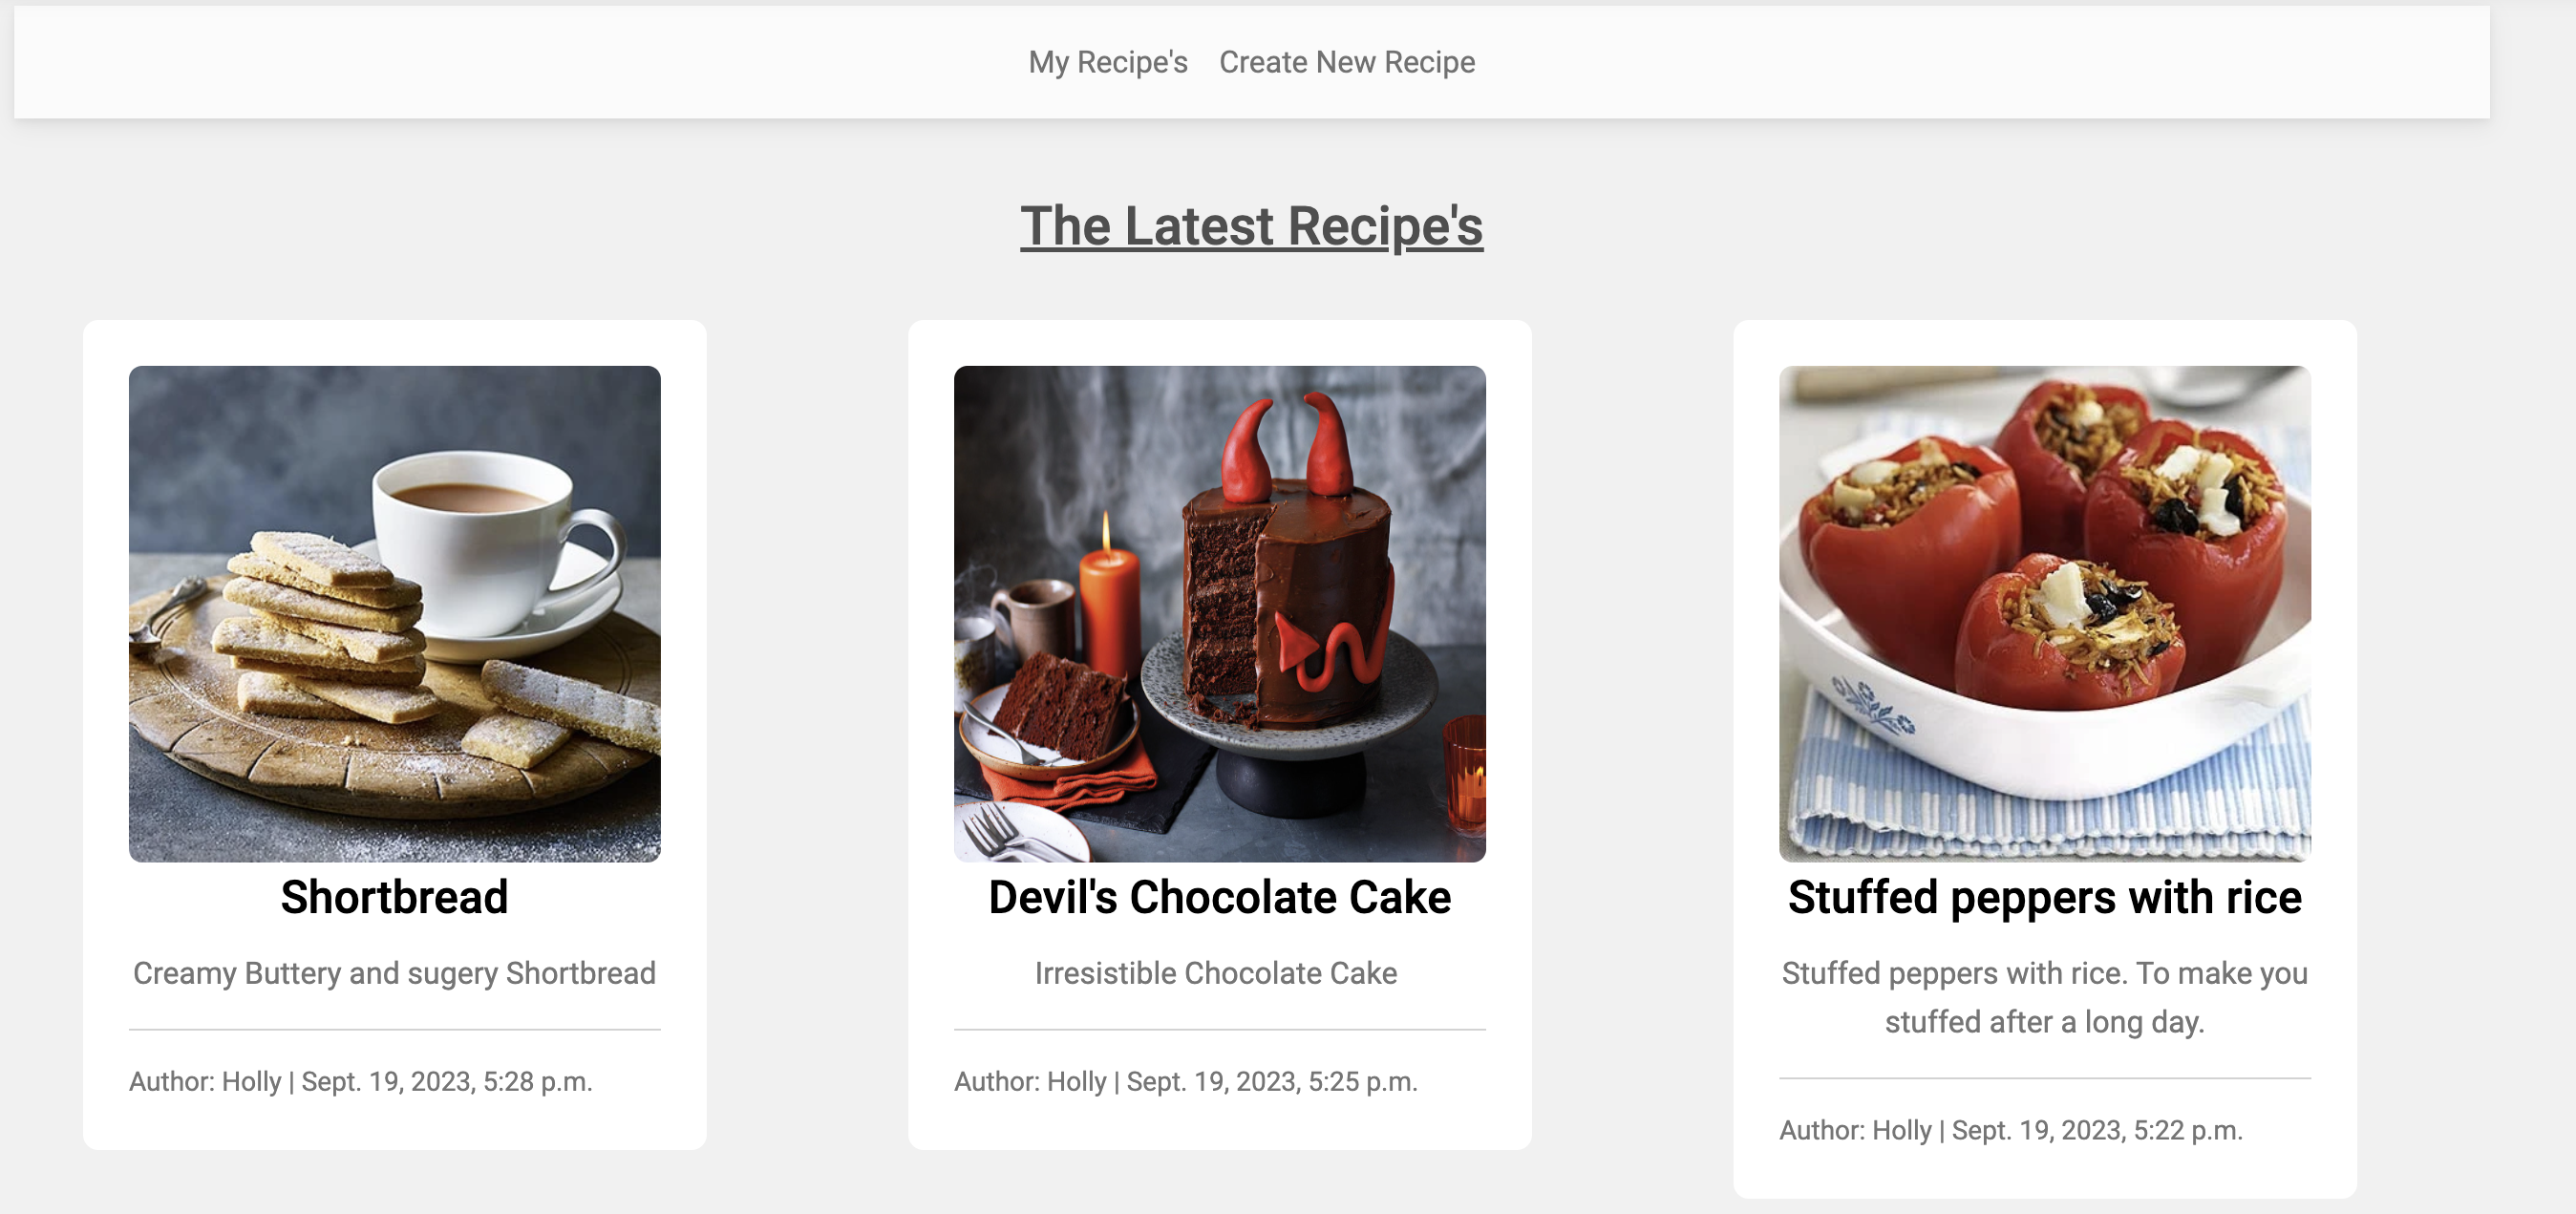 My Recipe's Create New Recipe
The Latest Recipe's
Shortbread
Creamy Buttery and sugery Shortbread
Author: Holly | Sept. 19, 2023, 5:28 p.m.
Devil's Chocolate Cake
Irresistible Chocolate Cake
Author: Holly | Sept. 19, 2023, 5:25 p.m.
Stuffed peppers with rice
Stuffed peppers with rice. To make you
stuffed after a long day.
Author: Holly | Sept. 19, 2023, 5:22 p.m.